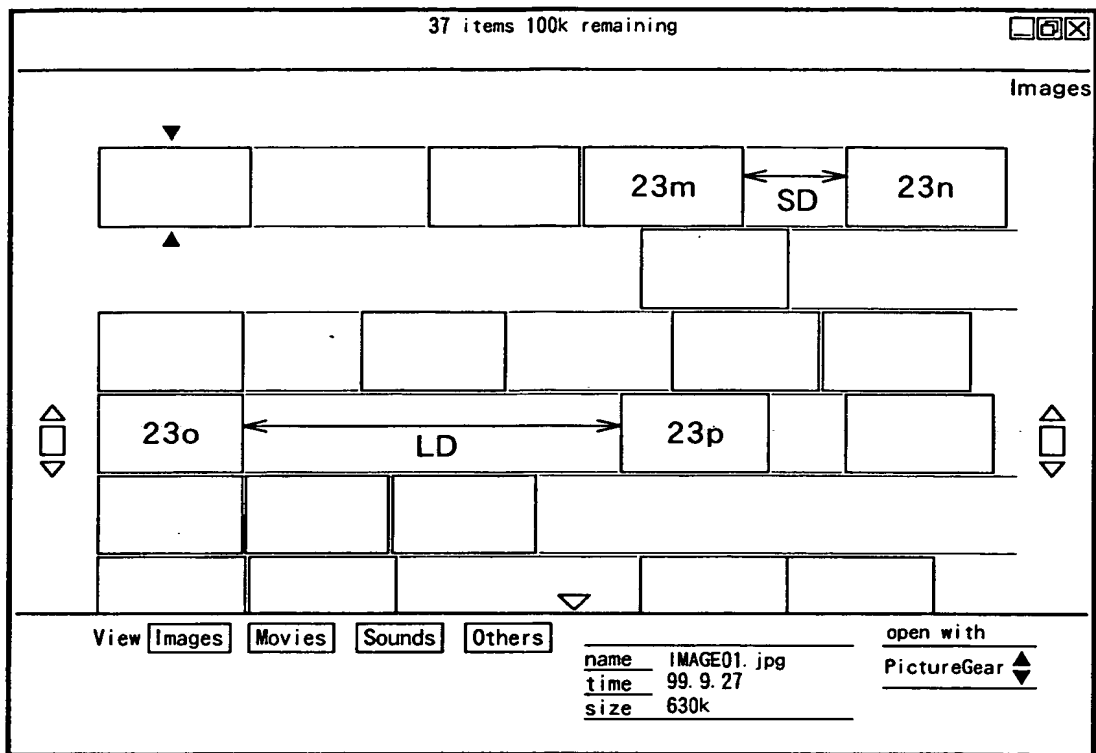 37 items 100k remaining
Images
23m
SD
23n
23o
LD
23p
View Images Movies Sounds Others
open with
name IMAGE01. jpg
PictureGear
time 99. 9. 27
size 630k